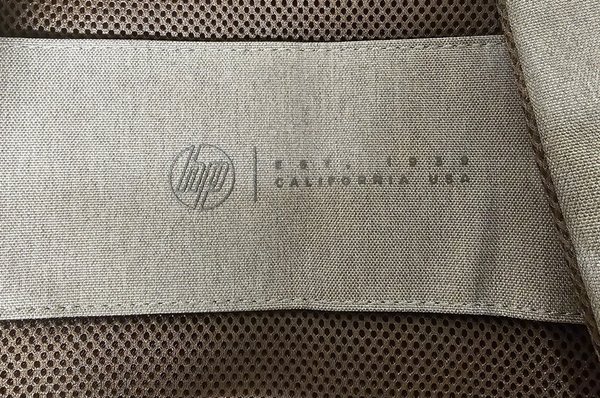 hp
EST. 1939
CALIFORNIA USA